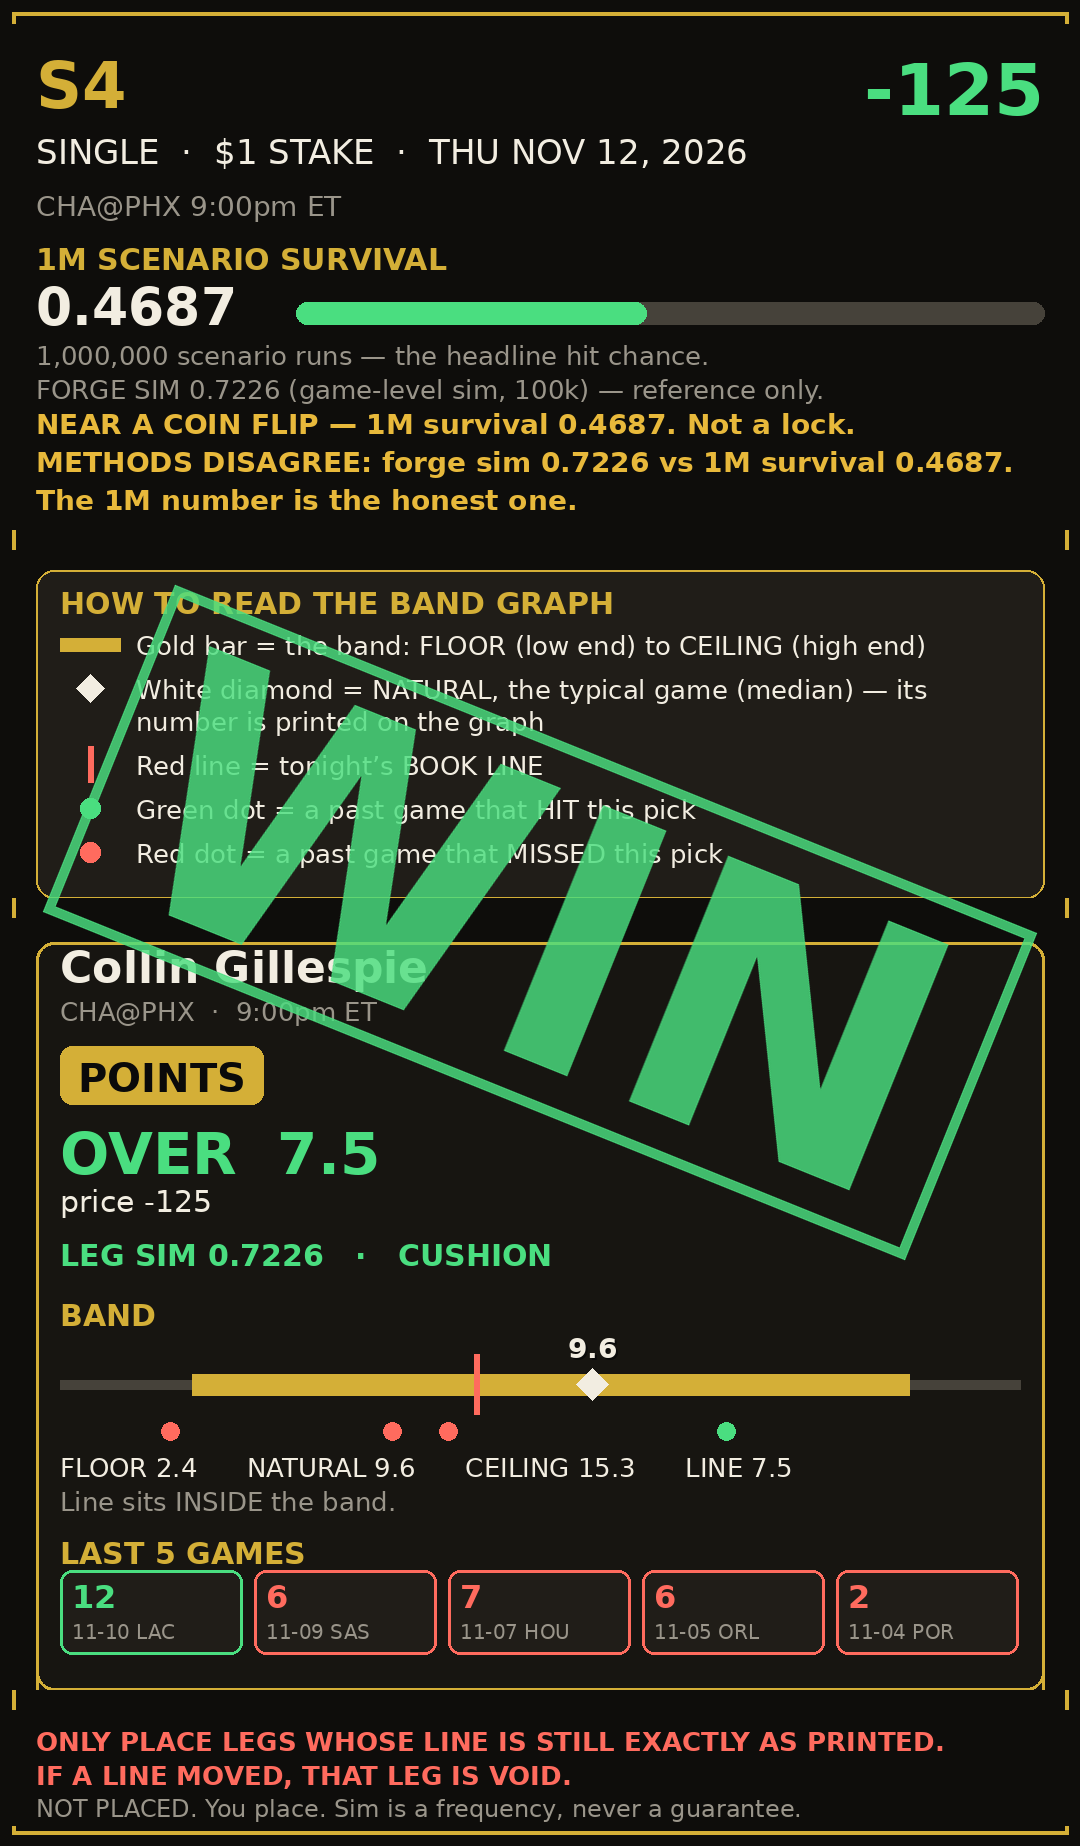 S4
-125
SINGLE · $1 STAKE · THU NOV 12, 2026
CHA@PHX 9:00pm ET
1M SCENARIO SURVIVAL
0.4687
1,000,000 scenario runs — the headline hit chance.
FORGE SIM 0.7226 (game-level sim, 100k) — reference only.
NEAR A COIN FLIP — 1M survival 0.4687. Not a lock.
METHODS DISAGREE: forge sim 0.7226 vs 1M survival 0.4687.
The 1M number is the honest one.
HOW TO READ THE BAND GRAPH
Gold bar = the band: FLOOR (low end) to CEILING (high end)
White diamond = NATURAL, the typical game (median) — its
number is printed on the graph
Red line = tonight’s BOOK LINE
Green dot = a past game that HIT this pick
Red dot = a past game that MISSED this pick
WIN
Collin Gillespie
CHA@PHX · 9:00pm ET
POINTS
OVER 7.5
price -125
LEG SIM 0.7226 · CUSHION
BAND
9.6
FLOOR 2.4 NATURAL 9.6 CEILING 15.3 LINE 7.5
Line sits INSIDE the band.
LAST 5 GAMES
12 6 7 6 2
11-10 LAC 11-09 SAS 11-07 HOU 11-05 ORL 11-04 POR
ONLY PLACE LEGS WHOSE LINE IS STILL EXACTLY AS PRINTED.
IF A LINE MOVED, THAT LEG IS VOID.
NOT PLACED. You place. Sim is a frequency, never a guarantee.